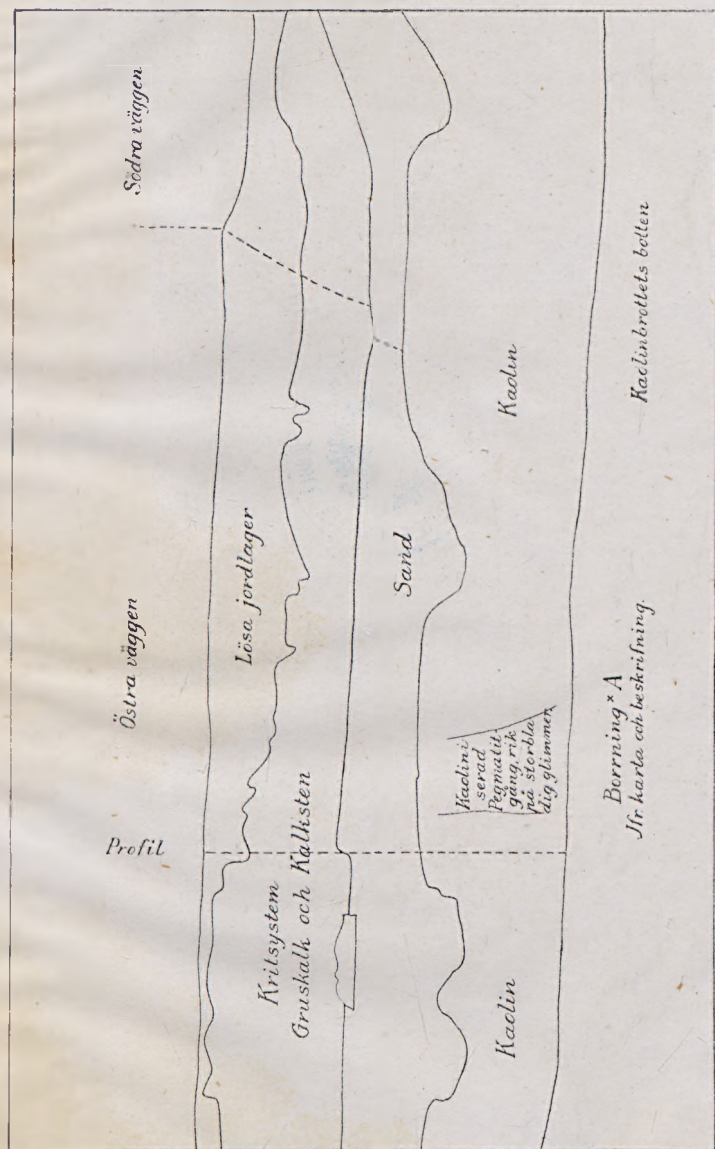 Östra väggen
Södra väggen
Profil
Lösa jordlager
Kritsystem
Gruskalk och Kalksten
Sand
Kaolini
serad
Pegmatit-
gång, rik
på storbla
dig glimmer
Kaolin
Kaolin
Borrning × A
Jfr. karta och beskrifning.
Kaolinbrottets botten